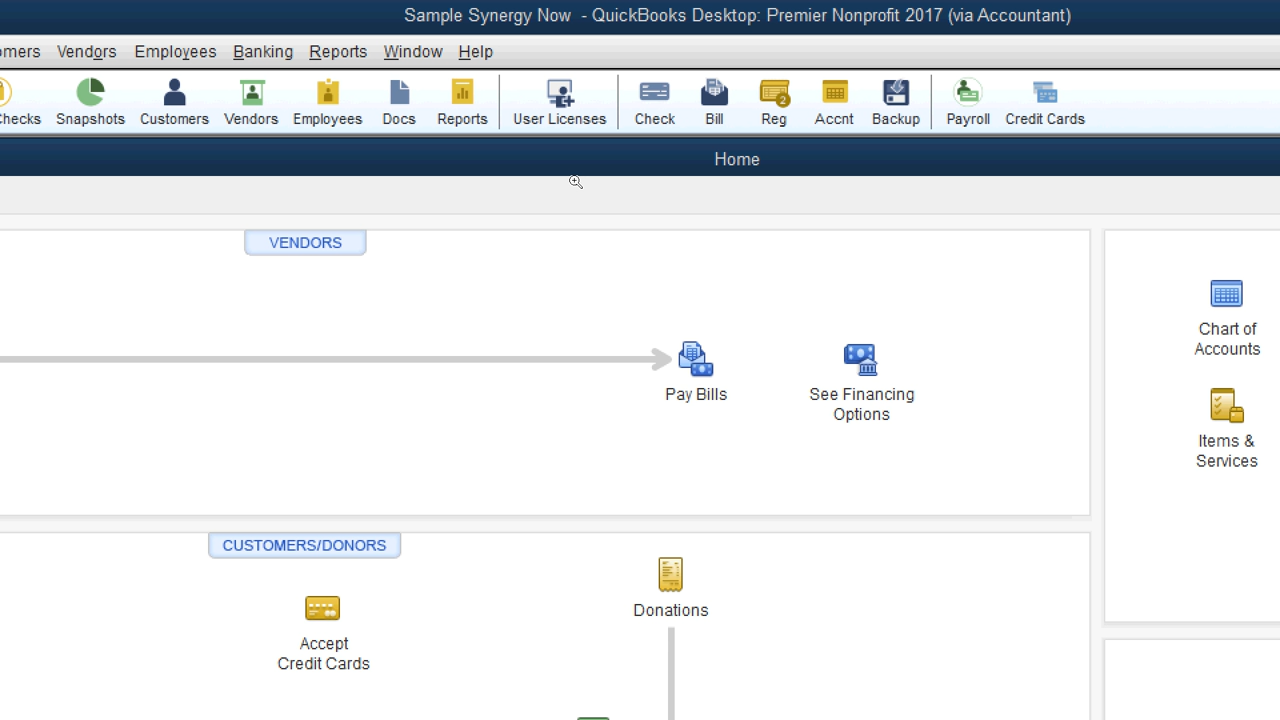 Sample Synergy Now - QuickBooks Desktop: Premier Nonprofit 2017 (via Accountant)
omers Vendors Employees Banking Reports Window Help
Checks Snapshots Customers Vendors Employees Docs Reports User Licenses Check Bill Reg Accnt Backup Payroll Credit Cards
2
Home
VENDORS
Chart of
Accounts
Pay Bills
See Financing
Options
Items &
Services
CUSTOMERS/DONORS
Donations
Accept
Credit Cards